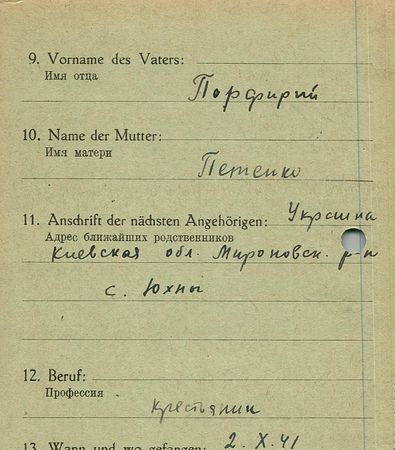 9. Vorname des Vaters:
Имя отца
Порфирий
10. Name der Mutter:
Имя матери
Петенко
11. Anschrift der nächsten Angehörigen: Украина
Адрес ближайших родственников
Киевская обл. Мироновск. р-н
с. Юхны
12. Beruf:
Профессия
крестьянин
13. Wann und wo gefangen: 2.X.41